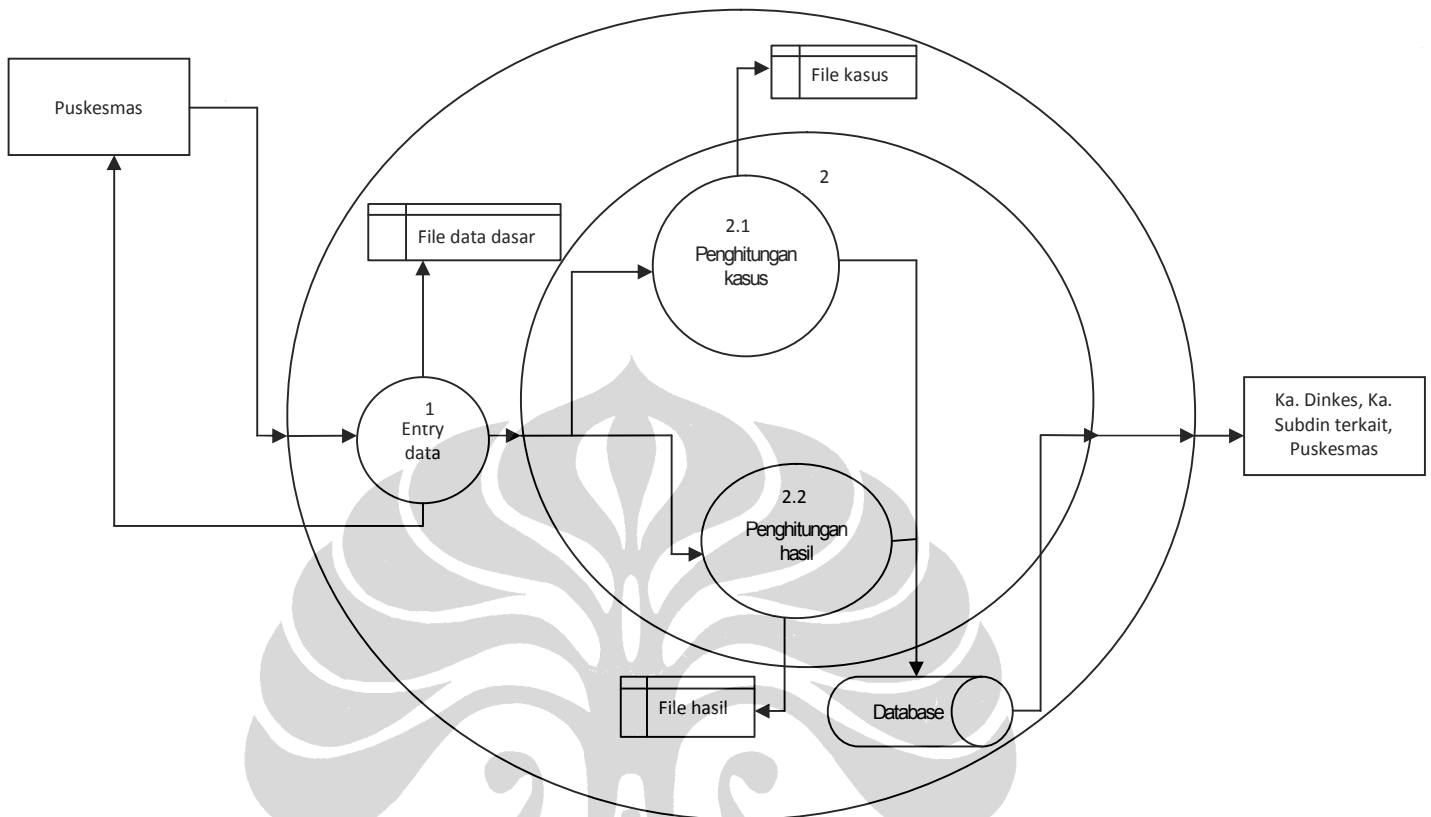 Puskesmas
File kasus
2
2.1
Penghitungan
kasus
File data dasar
1
Entry
data
Ka. Dinkes, Ka.
Subdin terkait,
Puskesmas
2.2
Penghitungan
hasil
File hasil
Database